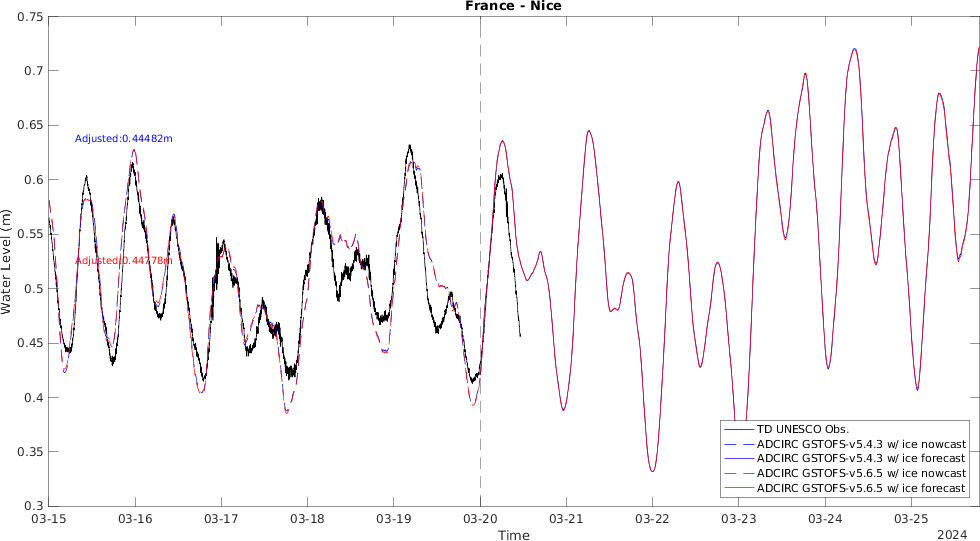 France - Nice
0.75
0.7
0.65
0.6
0.55
0.5
0.45
0.4
0.35
0.3
Water Level (m)
Adjusted:0.44482m
Adjusted:0.44778m
TD UNESCO Obs.
ADCIRC GSTOFS-v5.4.3 w/ ice nowcast
ADCIRC GSTOFS-v5.4.3 w/ ice forecast
ADCIRC GSTOFS-v5.6.5 w/ ice nowcast
ADCIRC GSTOFS-v5.6.5 w/ ice forecast
03-15 03-16 03-17 03-18 03-19 03-20 03-21 03-22 03-23 03-24 03-25
Time
2024